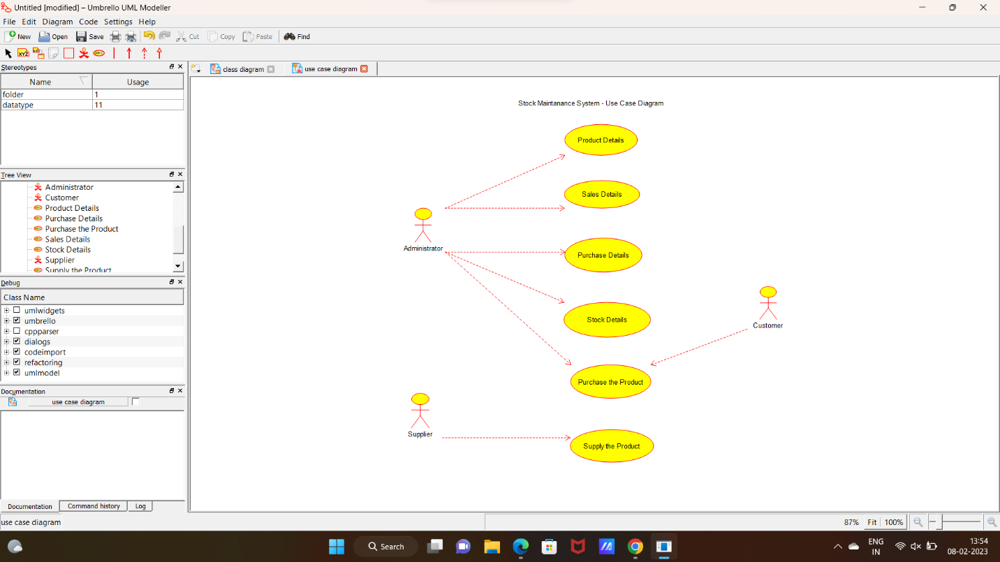 Untitled [modified] – Umbrello UML Modeller
File Edit Diagram Code Settings Help
New Open Save Cut Copy Paste Find
XYZ ABC
Stereotypes
Name Usage
folder 1
datatype 11
Tree View
Administrator
Customer
Product Details
Purchase Details
Purchase the Product
Sales Details
Stock Details
Supplier
Supply the Product
Debug
Class Name
umlwidgets
umbrello
cppparser
dialogs
codeimport
refactoring
umlmodel
Documentation
use case diagram
Documentation Command history Log
use case diagram
class diagram use case diagram
Stock Maintanance System - Use Case Diagram
Product Details
Sales Details
Administrator
Purchase Details
Stock Details
Customer
Purchase the Product
Supplier
Supply the Product
87% Fit 100%
Search
ENG
IN
13:54
08-02-2023